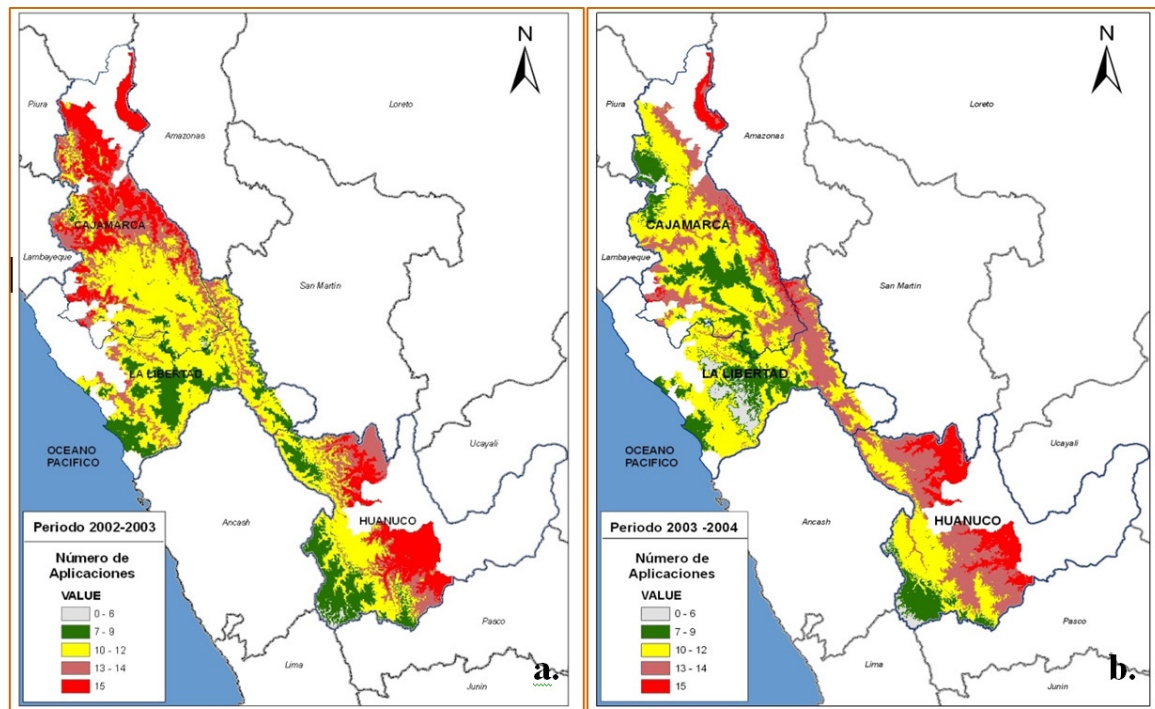 N
Piura
Loreto
Amazonas
CAJAMARCA
Lambayeque
San Martín
LA LIBERTAD
OCEANO
PACIFICO
Ucayali
Ancash
HUANUCO
Pasco
Lima
Junín
Periodo 2002-2003
Número de
Aplicaciones
VALUE
0 - 6
7 - 9
10 - 12
13 - 14
15
a.
N
Piura
Loreto
Amazonas
CAJAMARCA
Lambayeque
San Martín
LA LIBERTAD
OCEANO
PACIFICO
Ucayali
Ancash
HUANUCO
Pasco
Lima
Junín
Periodo 2003 -2004
Número de
Aplicaciones
VALUE
0 - 6
7 - 9
10 - 12
13 - 14
15
b.